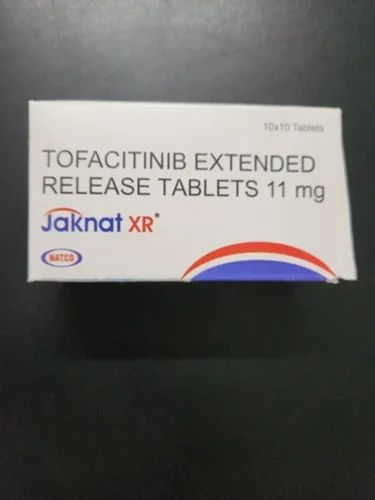 10x10 Tablets
TOFACITINIB EXTENDED
RELEASE TABLETS 11 mg
Jaknat XR*
NATCO